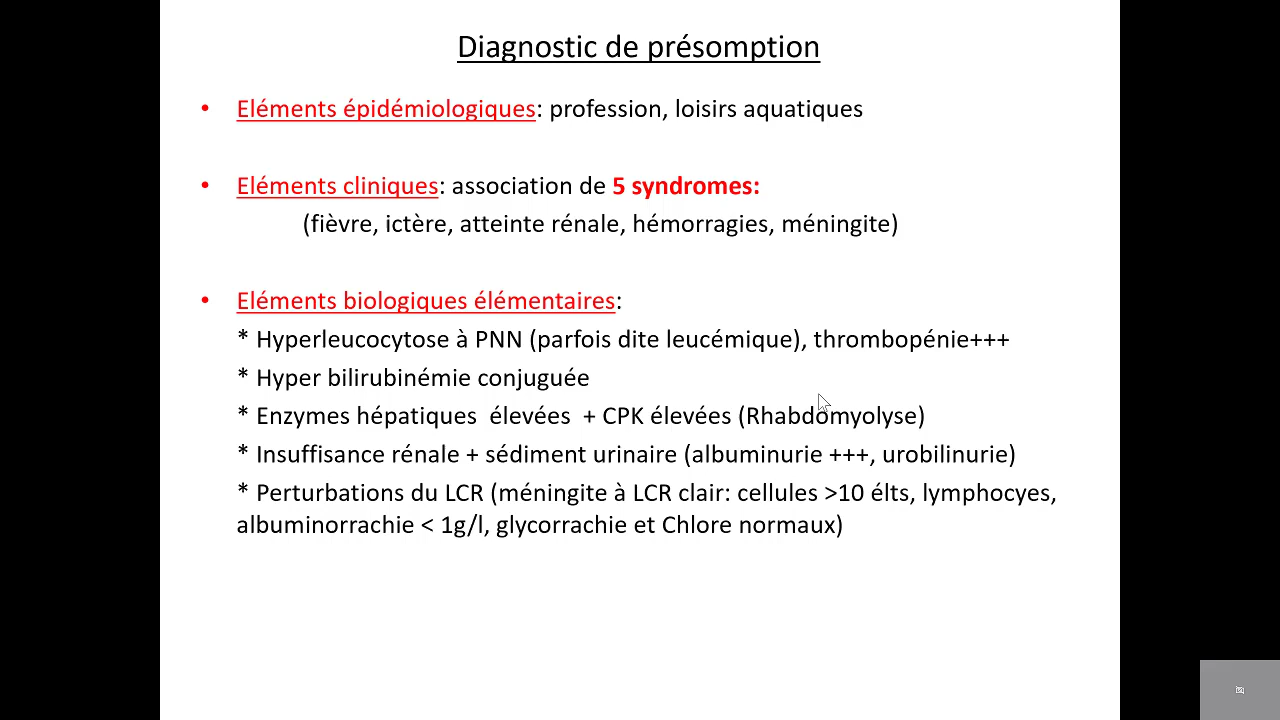 Diagnostic de présomption
• Eléments épidémiologiques: profession, loisirs aquatiques
• Eléments cliniques: association de 5 syndromes:
(fièvre, ictère, atteinte rénale, hémorragies, méningite)
• Eléments biologiques élémentaires:
* Hyperleucocytose à PNN (parfois dite leucémique), thrombopénie+++
* Hyper bilirubinémie conjuguée
* Enzymes hépatiques élevées + CPK élevées (Rhabdomyolyse)
* Insuffisance rénale + sédiment urinaire (albuminurie +++, urobilinurie)
* Perturbations du LCR (méningite à LCR clair: cellules >10 élts, lymphocyes,
albuminorrachie < 1g/l, glycorrachie et Chlore normaux)